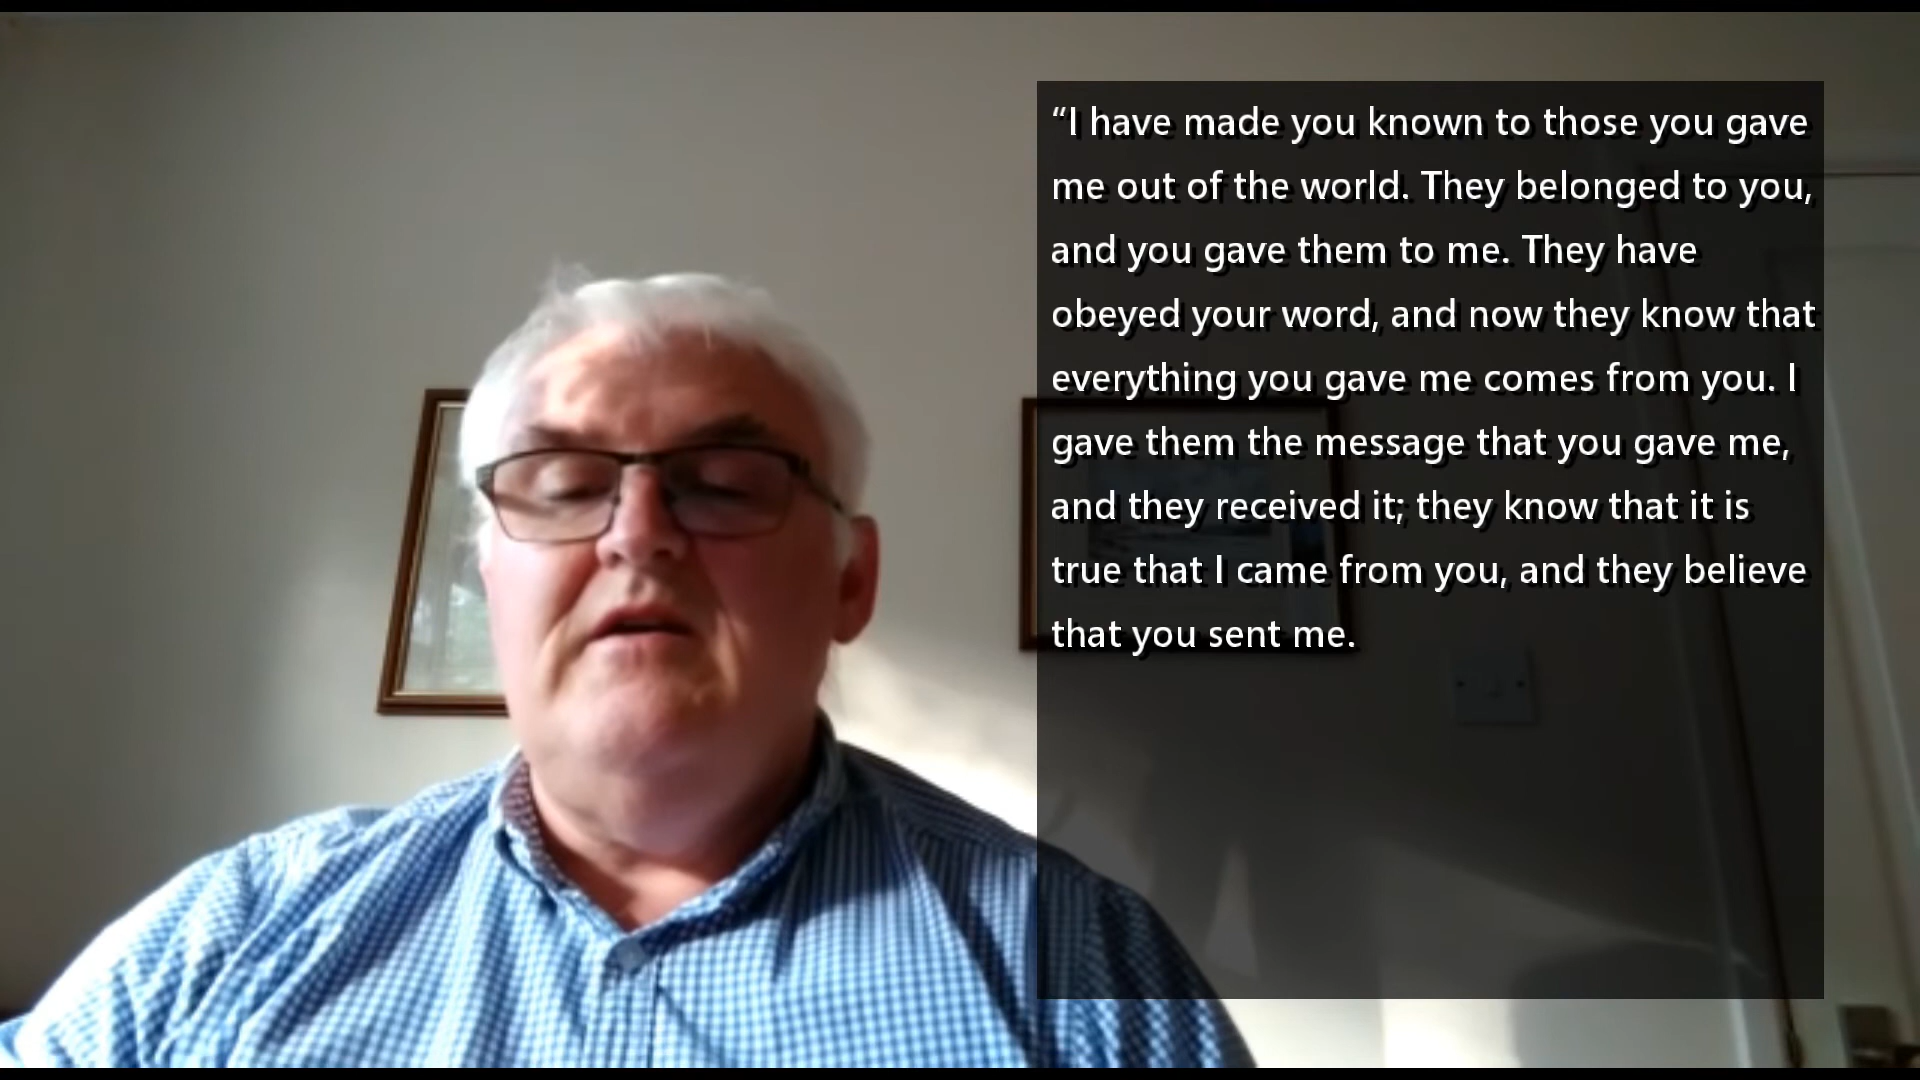 “I have made you known to those you gave
me out of the world. They belonged to you,
and you gave them to me. They have
obeyed your word, and now they know that
everything you gave me comes from you. I
gave them the message that you gave me,
and they received it; they know that it is
true that I came from you, and they believe
that you sent me.